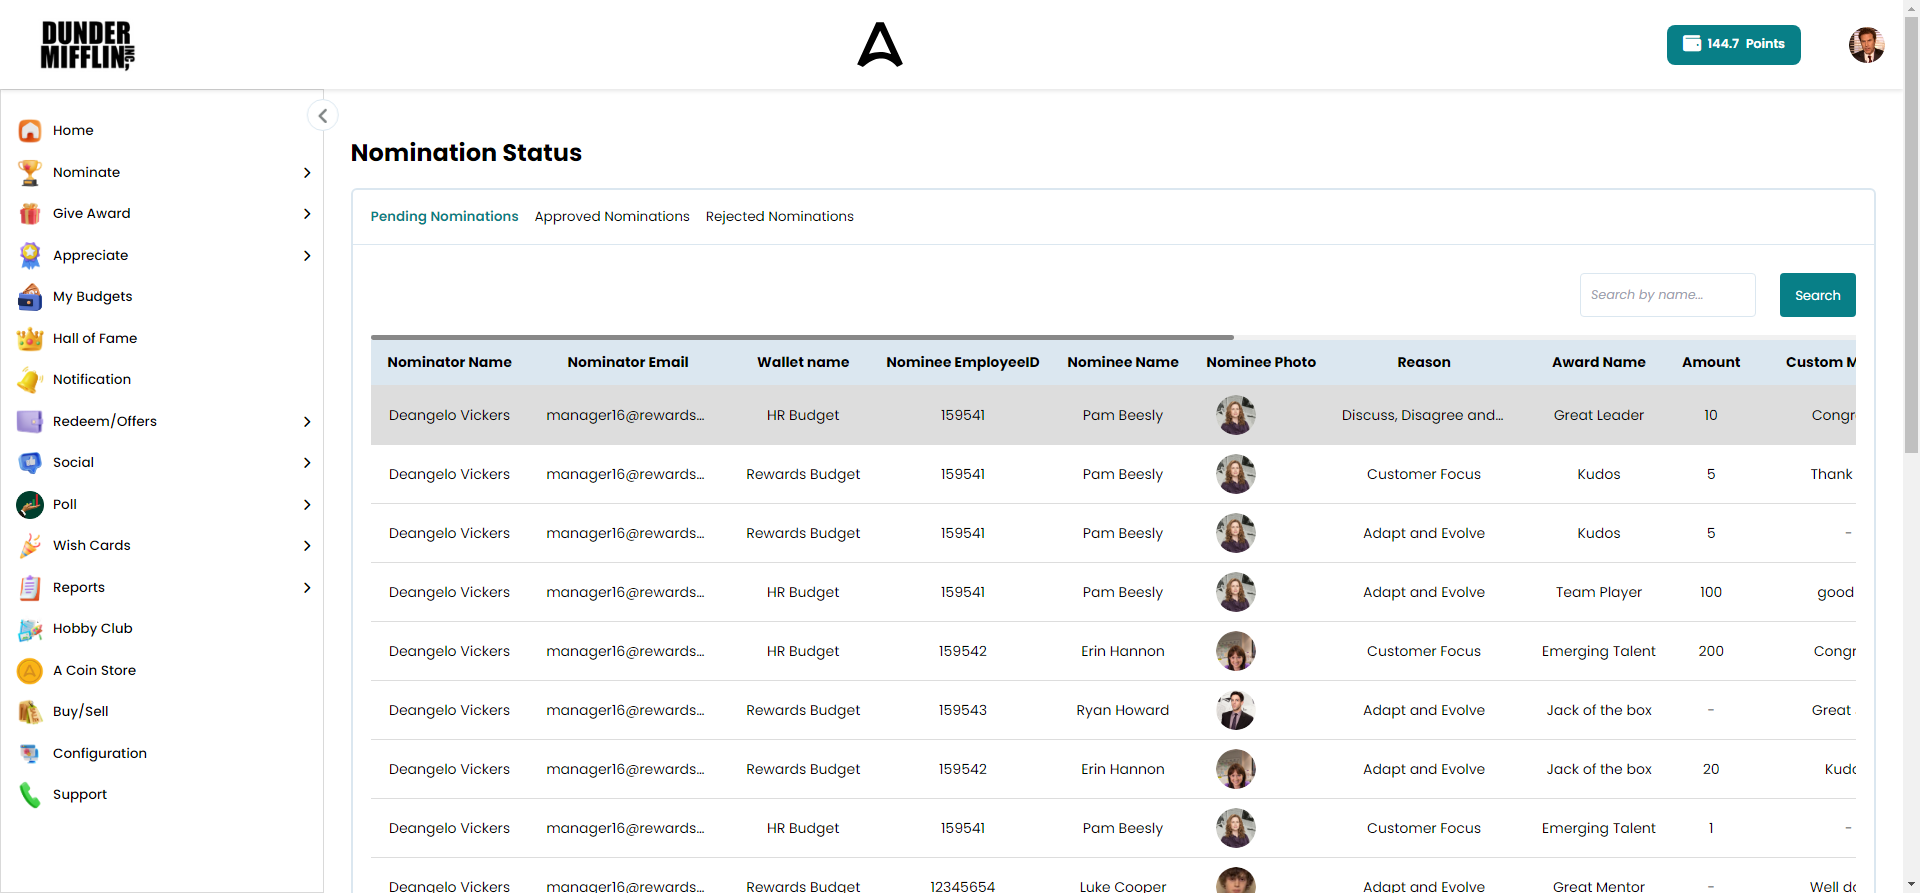 DUNDER
MIFFLIN, INC
144.7 Points
Home
Nominate
Give Award
Appreciate
My Budgets
Hall of Fame
Notification
Redeem/Offers
Social
Poll
Wish Cards
Reports
Hobby Club
A Coin Store
Buy/Sell
Configuration
Support
Nomination Status
Pending Nominations Approved Nominations Rejected Nominations
Search by name... Search
Nominator Name Nominator Email Wallet name Nominee EmployeeID Nominee Name Nominee Photo Reason Award Name Amount Custom M
Deangelo Vickers manager16@rewards... HR Budget 159541 Pam Beesly Discuss, Disagree and... Great Leader 10 Congr
Deangelo Vickers manager16@rewards... Rewards Budget 159541 Pam Beesly Customer Focus Kudos 5 Thank
Deangelo Vickers manager16@rewards... Rewards Budget 159541 Pam Beesly Adapt and Evolve Kudos 5 -
Deangelo Vickers manager16@rewards... HR Budget 159541 Pam Beesly Adapt and Evolve Team Player 100 good
Deangelo Vickers manager16@rewards... HR Budget 159542 Erin Hannon Customer Focus Emerging Talent 200 Congr
Deangelo Vickers manager16@rewards... Rewards Budget 159543 Ryan Howard Adapt and Evolve Jack of the box - Great
Deangelo Vickers manager16@rewards... Rewards Budget 159542 Erin Hannon Adapt and Evolve Jack of the box 20 Kudo
Deangelo Vickers manager16@rewards... HR Budget 159541 Pam Beesly Customer Focus Emerging Talent 1 -
Deangelo Vickers manager16@rewards... Rewards Budget 12345654 Luke Cooper Adapt and Evolve Great Mentor - Well do